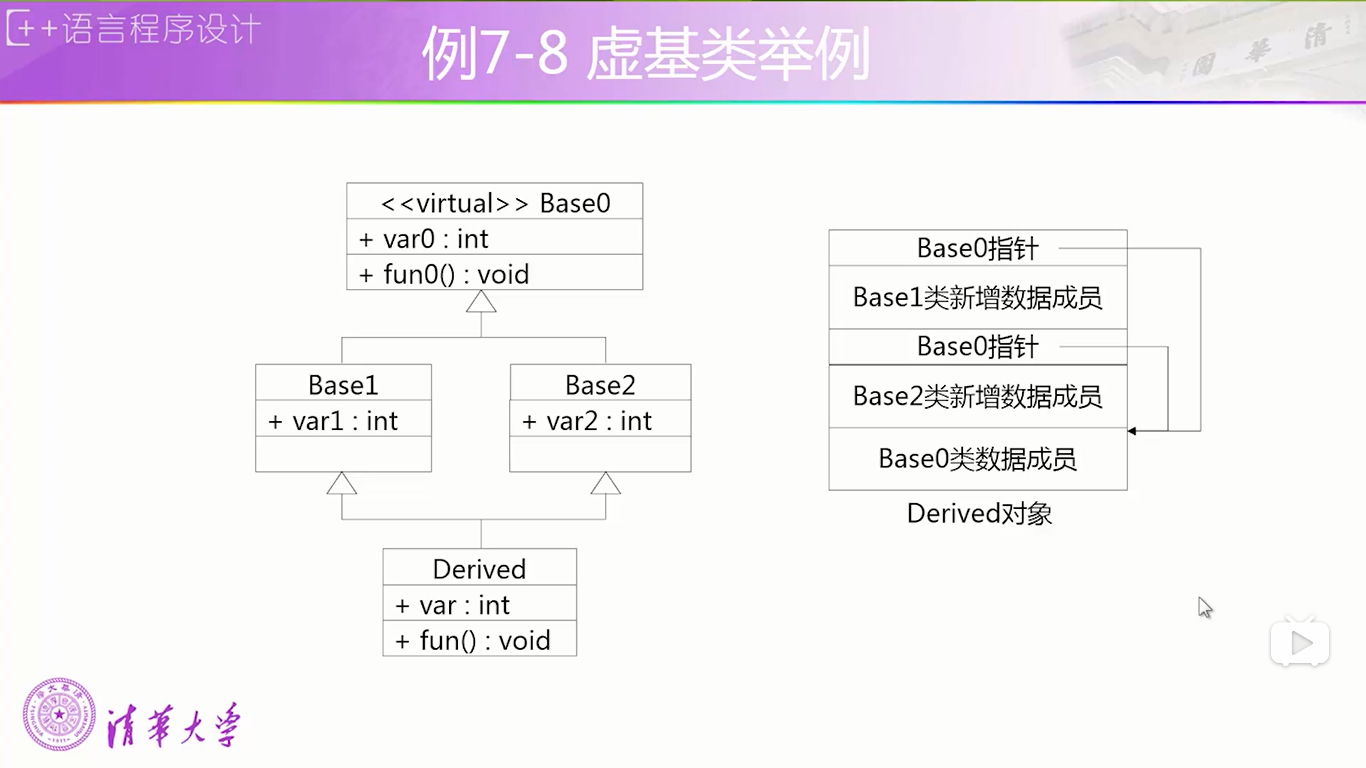 C++语言程序设计
例7-8 虚基类举例
清華園
<<virtual>> Base0
+ var0 : int
+ fun0() : void
Base1
+ var1 : int
Base2
+ var2 : int
Derived
+ var : int
+ fun() : void
Base0指针
Base1类新增数据成员
Base0指针
Base2类新增数据成员
Base0类数据成员
Derived对象
清華大学